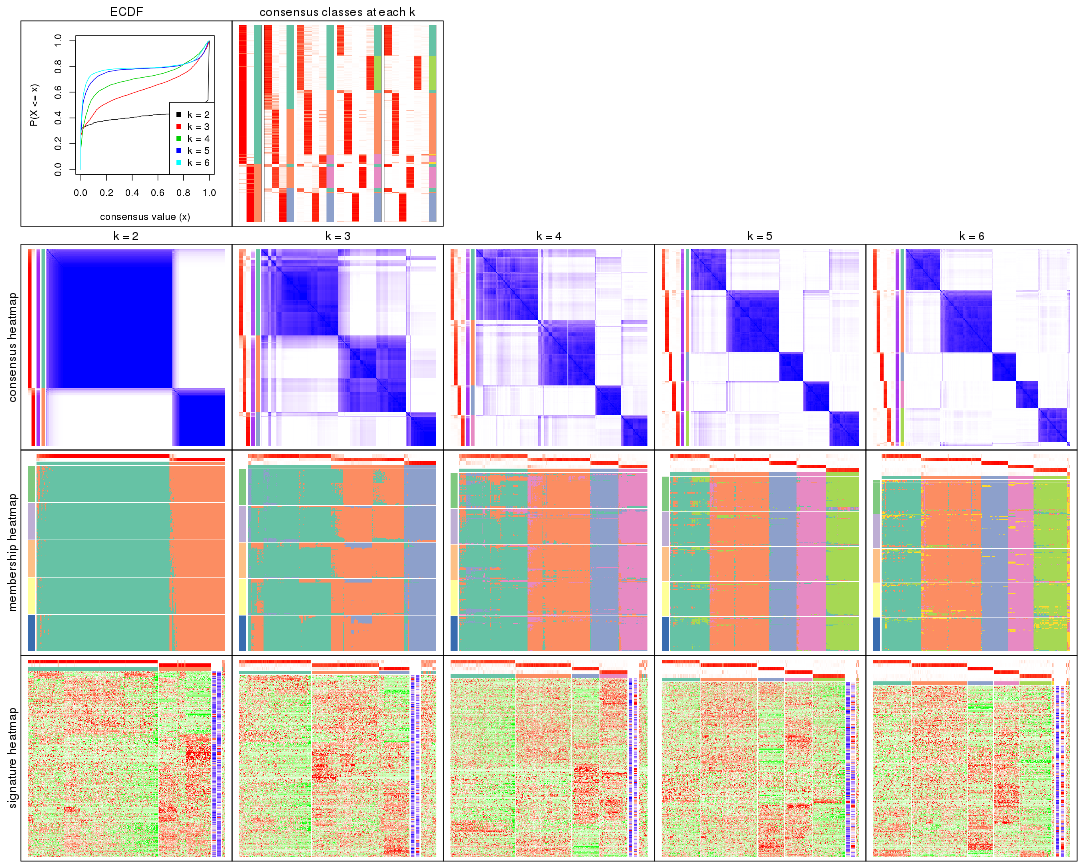 ECDF
consensus classes at each k
P(X <= x)
1.0
0.8
0.6
0.4
0.2
0.0
k = 2
k = 3
k = 4
k = 5
k = 6
0.0 0.2 0.4 0.6 0.8 1.0
consensus value (x)
k = 2 k = 3 k = 4 k = 5 k = 6
consensus heatmap
membership heatmap
signature heatmap